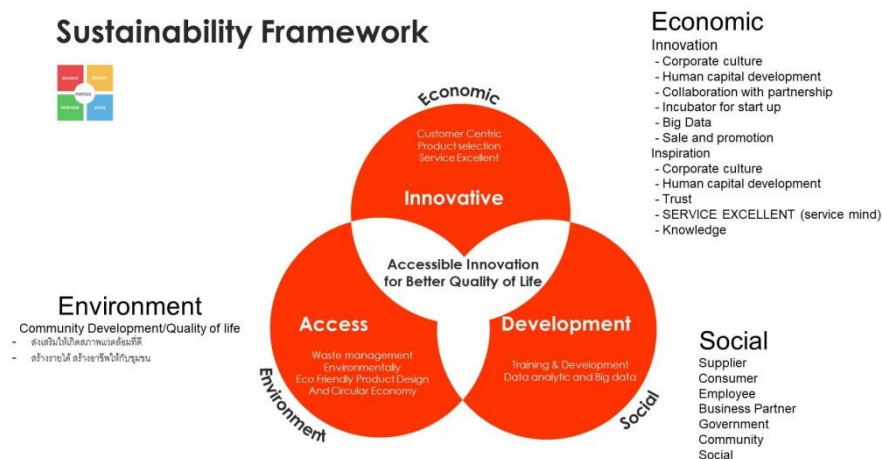 Sustainability Framework
PURPOSE
Economic
Customer Centric
Product selection
Service Excellent
Innovative
Accessible Innovation
for Better Quality of Life
Access
Waste management
Environmentally
Eco Friendly Product Design
And Circular Economy
Environment
Development
Training & Development
Data analytic and Big data
Social
Economic
Innovation
- Corporate culture
- Human capital development
- Collaboration with partnership
- Incubator for start up
- Big Data
- Sale and promotion
Inspiration
- Corporate culture
- Human capital development
- Trust
- SERVICE EXCELLENT (service mind)
- Knowledge
Environment
Community Development/Quality of life
- ส่งเสริมให้เกิดสภาพแวดล้อมที่ดี
- สร้างรายได้ สร้างอาชีพให้กับชุมชน
Social
Supplier
Consumer
Employee
Business Partner
Government
Community
Social